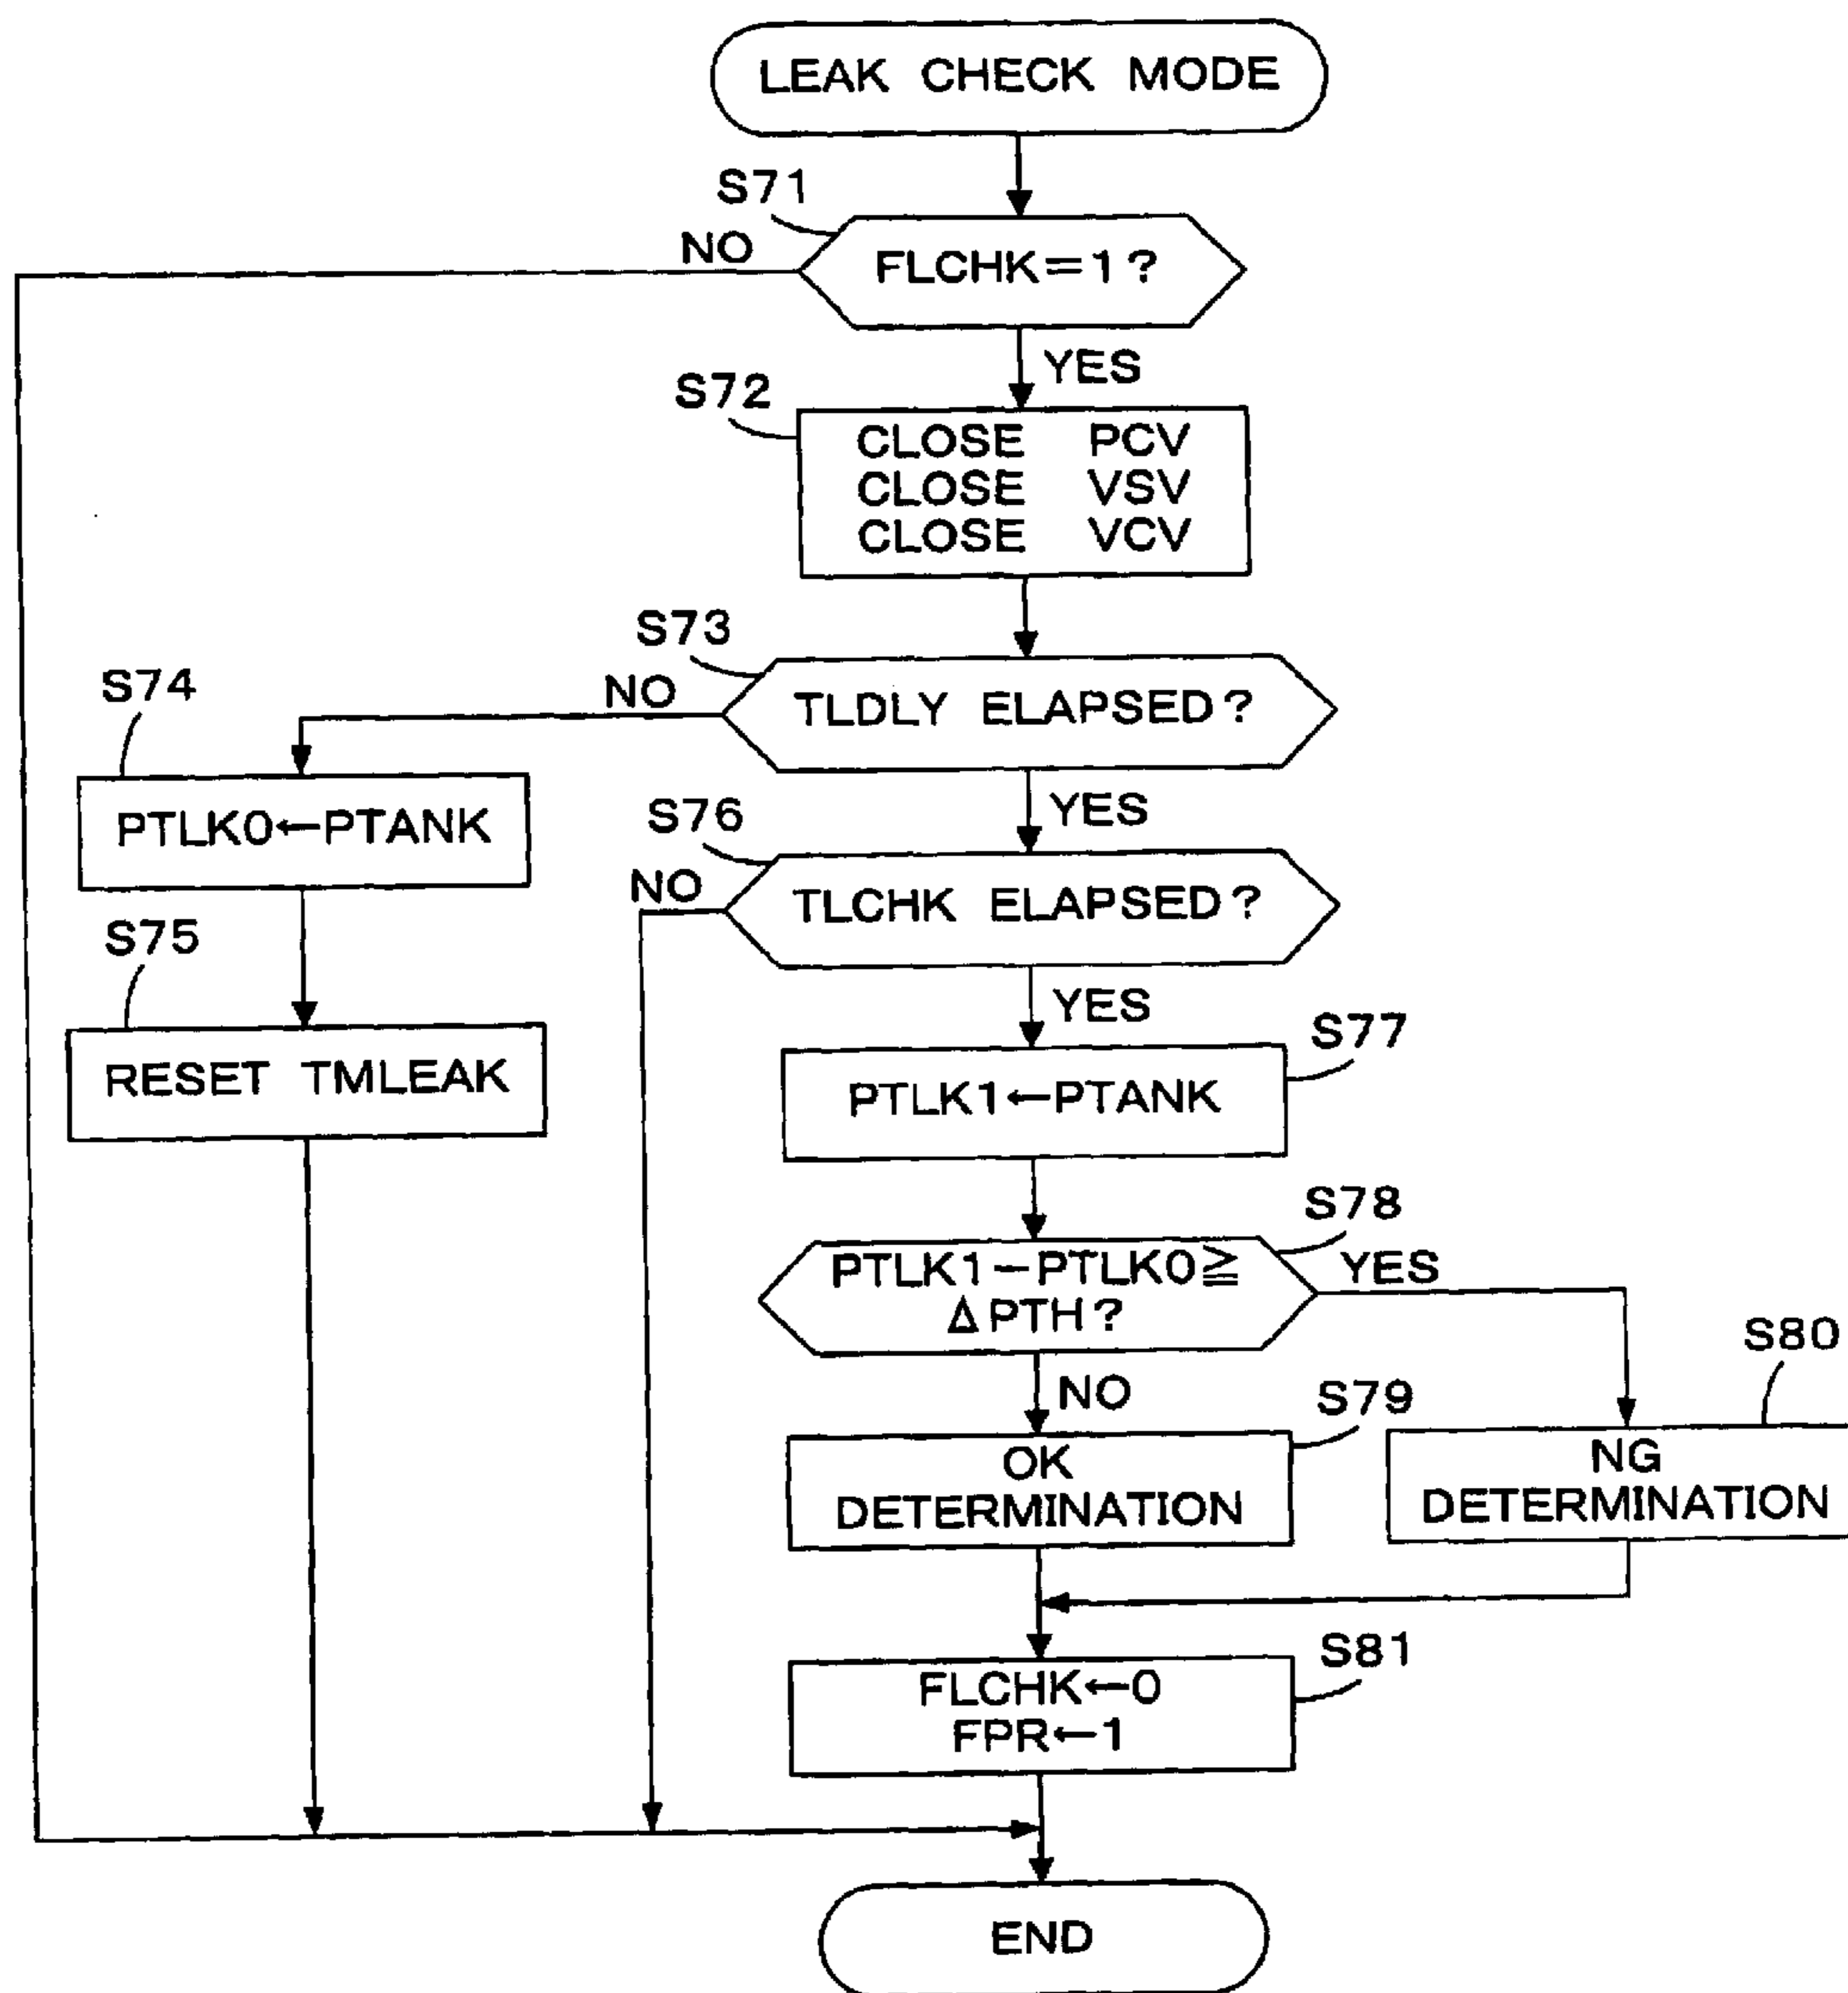 LEAK CHECK MODE
S71
NO
FLCHK=1?
YES
S72
CLOSE PCV
CLOSE VSV
CLOSE VCV
S73
NO
TLDLY ELAPSED?
S74
PTLK0←PTANK
YES
S76
NO
TLCHK ELAPSED?
S75
RESET TMLEAK
YES
S77
PTLK1←PTANK
S78
PTLK1−PTLK0≧
ΔPTH?
YES
S80
NO
S79
OK
DETERMINATION
NG
DETERMINATION
S81
FLCHK←0
FPR←1
END